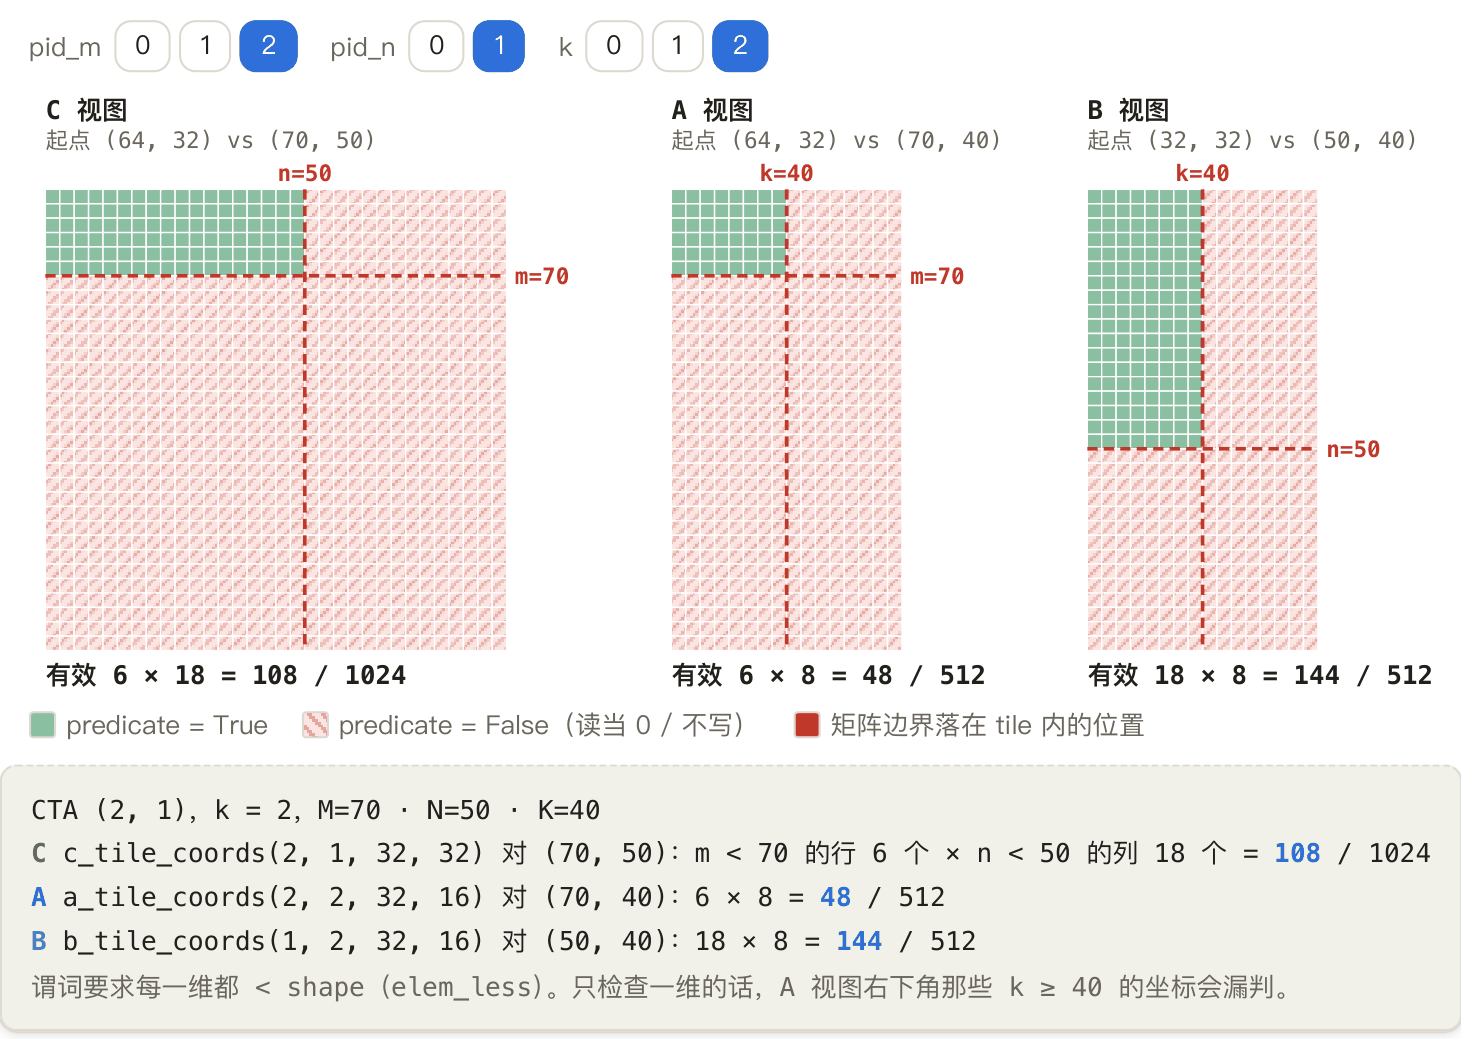 pid_m 0 1 2 pid_n 0 1 k 0 1 2
C 视图
起点 (64, 32) vs (70, 50)
n=50
m=70
有效 6 × 18 = 108 / 1024
A 视图
起点 (64, 32) vs (70, 40)
k=40
m=70
有效 6 × 8 = 48 / 512
B 视图
起点 (32, 32) vs (50, 40)
k=40
n=50
有效 18 × 8 = 144 / 512
predicate = True predicate = False（读当 0 / 不写） 矩阵边界落在 tile 内的位置
CTA (2, 1), k = 2, M=70 · N=50 · K=40
C c_tile_coords(2, 1, 32, 32) 对 (70, 50)：m < 70 的行 6 个 × n < 50 的列 18 个 = 108 / 1024
A a_tile_coords(2, 2, 32, 16) 对 (70, 40)：6 × 8 = 48 / 512
B b_tile_coords(1, 2, 32, 16) 对 (50, 40)：18 × 8 = 144 / 512
谓词要求每一维都 < shape（elem_less）。只检查一维的话，A 视图右下角那些 k ≥ 40 的坐标会漏判。